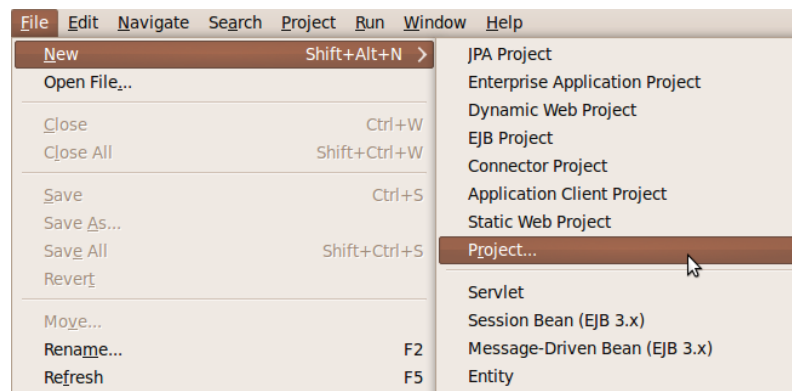 File Edit Navigate Search Project Run Window Help
New Shift+Alt+N
Open File...
Close Ctrl+W
Close All Shift+Ctrl+W
Save Ctrl+S
Save As...
Save All Shift+Ctrl+S
Revert
Move...
Rename... F2
Refresh F5
JPA Project
Enterprise Application Project
Dynamic Web Project
EJB Project
Connector Project
Application Client Project
Static Web Project
Project...
Servlet
Session Bean (EJB 3.x)
Message-Driven Bean (EJB 3.x)
Entity